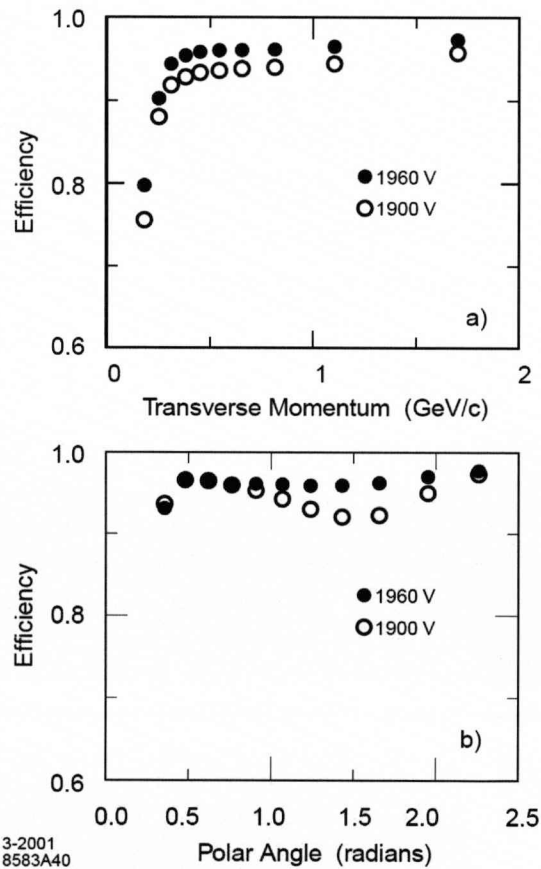 1.0
0.8
0.6
Efficiency
1960 V
1900 V
a)
0 1 2
Transverse Momentum (GeV/c)
1.0
0.8
0.6
Efficiency
1960 V
1900 V
b)
0.0 0.5 1.0 1.5 2.0 2.5
Polar Angle (radians)
3-2001
8583A40